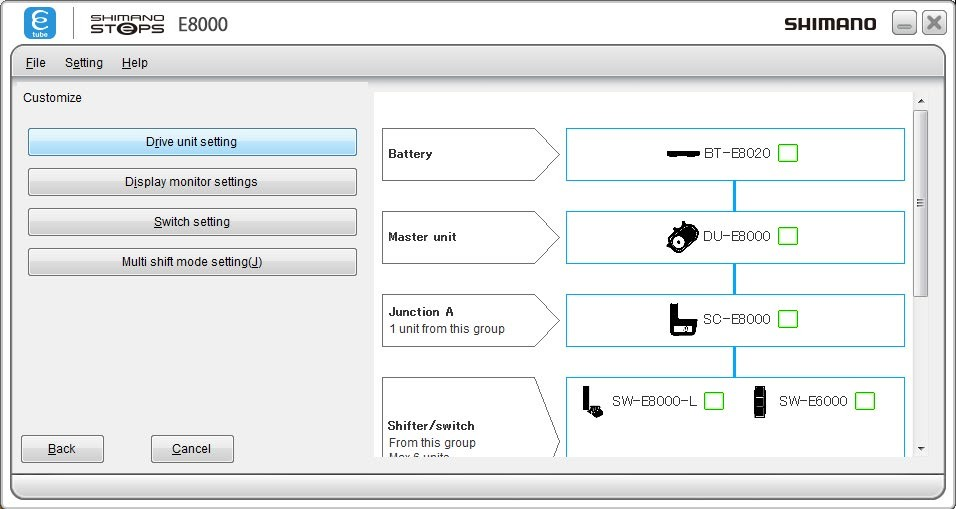 e tube SHIMANO STEPS E8000 SHIMANO
File Setting Help
Customize
Drive unit setting
Display monitor settings
Switch setting
Multi shift mode setting(J)
Back Cancel
Battery BT-E8020
Master unit DU-E8000
Junction A SC-E8000
1 unit from this group
SW-E8000-L SW-E6000
Shifter/switch
From this group
Max 6 units